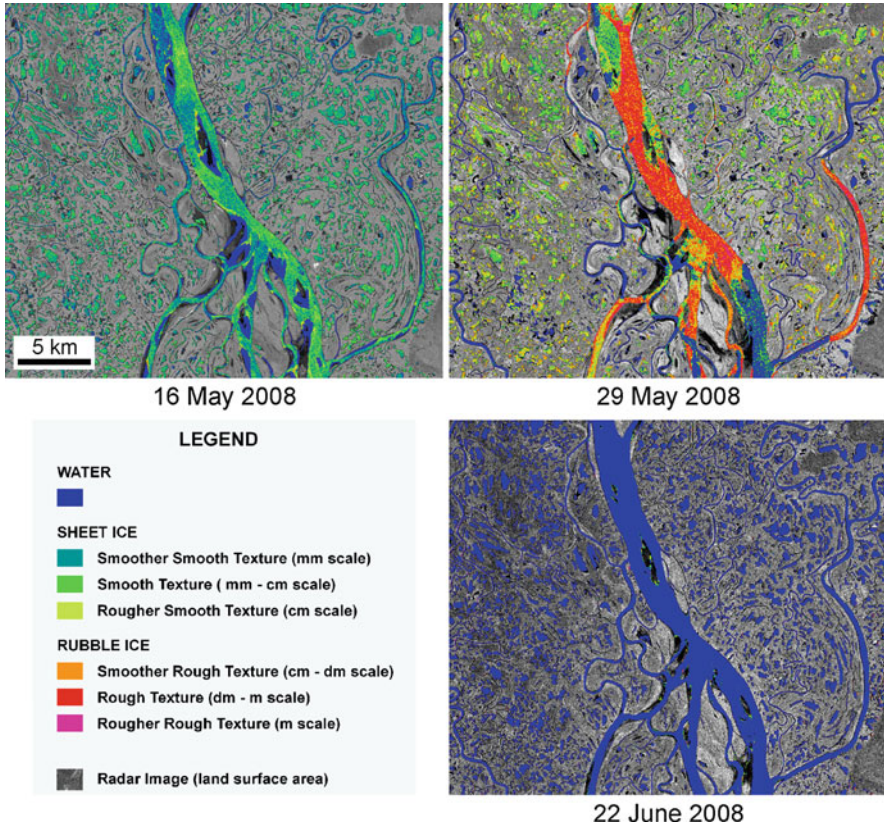 5 km
16 May 2008
29 May 2008
LEGEND
WATER
SHEET ICE
Smoother Smooth Texture (mm scale)
Smooth Texture ( mm - cm scale)
Rougher Smooth Texture (cm scale)
RUBBLE ICE
Smoother Rough Texture (cm - dm scale)
Rough Texture (dm - m scale)
Rougher Rough Texture (m scale)
Radar Image (land surface area)
22 June 2008